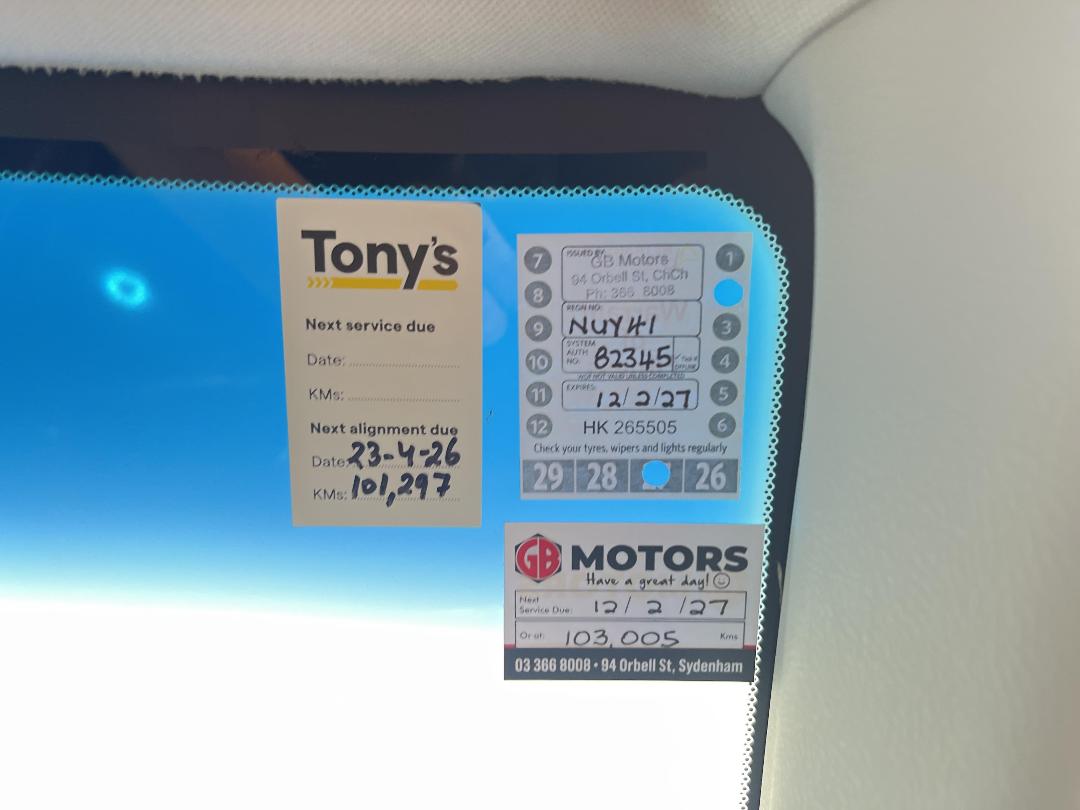 Tony's
Next service due
Date:
KMs:
Next alignment due
Date: 23-4-26
KMs: 101,297
7
8
9
10
11
12
ISSUED BY
GB Motors
94 Orbell St, ChCh
Ph: 366 8008
REGN NO:
NUY41
SYSTEM AUTH NO:
82345
WOF NOT VALID UNLESS COMPLETED
EXPIRES:
12/2/27
HK 265505
1
3
4
5
6
Check your tyres, wipers and lights regularly
29 28 26
GB MOTORS
Have a great day!
Next
Service Due: 12/2/27
Or at: 103,005 Kms
03 366 8008 • 94 Orbell St, Sydenham